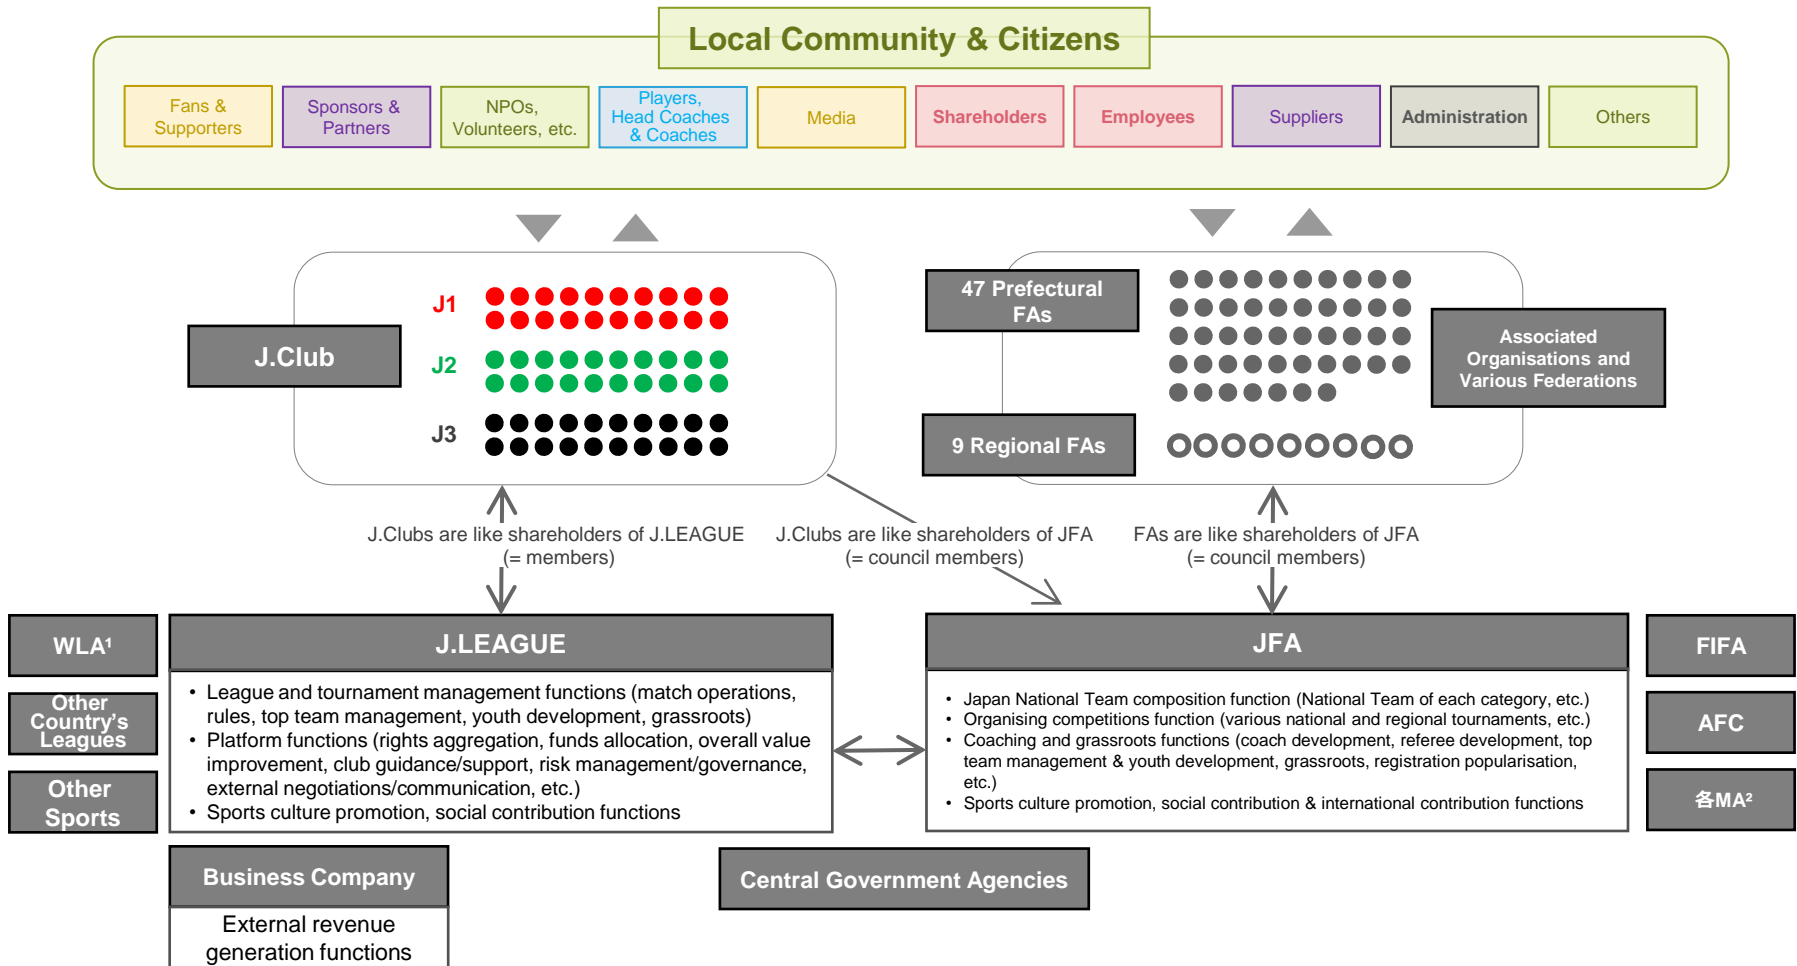 Local Community & Citizens
Fans &
Supporters
Sponsors &
Partners
NPOs,
Volunteers, etc.
Players,
Head Coaches
& Coaches
Media
Shareholders
Employees
Suppliers
Administration
Others
J.Club
J1
J2
J3
47 Prefectural
FAs
9 Regional FAs
Associated
Organisations and
Various Federations
J.Clubs are like shareholders of J.LEAGUE
(= members)
J.Clubs are like shareholders of JFA
(= council members)
FAs are like shareholders of JFA
(= council members)
WLA¹
Other
Country's
Leagues
Other
Sports
J.LEAGUE
• League and tournament management functions (match operations,
rules, top team management, youth development, grassroots)
• Platform functions (rights aggregation, funds allocation, overall value
improvement, club guidance/support, risk management/governance,
external negotiations/communication, etc.)
• Sports culture promotion, social contribution functions
JFA
• Japan National Team composition function (National Team of each category, etc.)
• Organising competitions function (various national and regional tournaments, etc.)
• Coaching and grassroots functions (coach development, referee development, top
team management & youth development, grassroots, registration popularisation,
etc.)
• Sports culture promotion, social contribution & international contribution functions
FIFA
AFC
各MA²
Business Company
External revenue
generation functions
Central Government Agencies